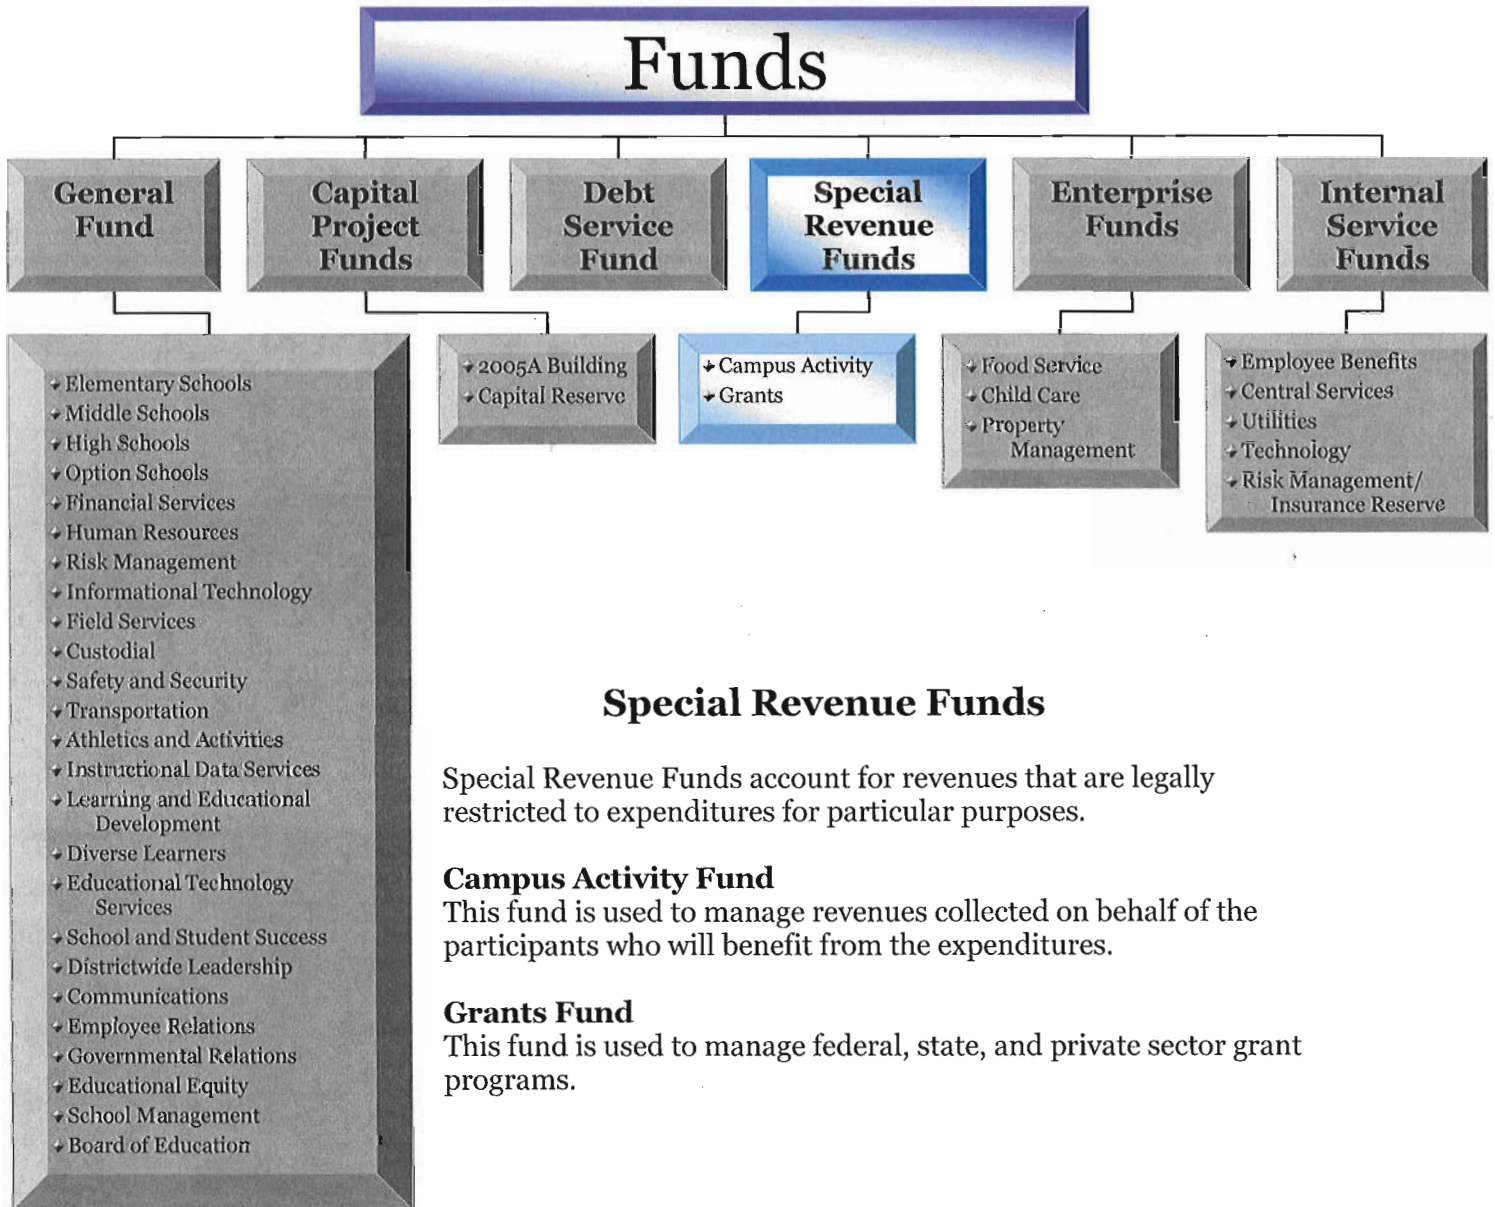 Funds
General
Fund
Capital
Project
Funds
Debt
Service
Fund
Special
Revenue
Funds
Enterprise
Funds
Internal
Service
Funds
Elementary Schools
Middle Schools
High Schools
Option Schools
Financial Services
Human Resources
Risk Management
Informational Technology
Field Services
Custodial
Safety and Security
Transportation
Athletics and Activities
Instructional Data Services
Learning and Educational
Development
Diverse Learners
Educational Technology
Services
School and Student Success
Districtwide Leadership
Communications
Employee Relations
Governmental Relations
Educational Equity
School Management
Board of Education
2005A Building
Capital Reserve
Campus Activity
Grants
Food Service
Child Care
Property
Management
Employee Benefits
Central Services
Utilities
Technology
Risk Management/
Insurance Reserve
Special Revenue Funds
Special Revenue Funds account for revenues that are legally
restricted to expenditures for particular purposes.
Campus Activity Fund
This fund is used to manage revenues collected on behalf of the
participants who will benefit from the expenditures.
Grants Fund
This fund is used to manage federal, state, and private sector grant
programs.